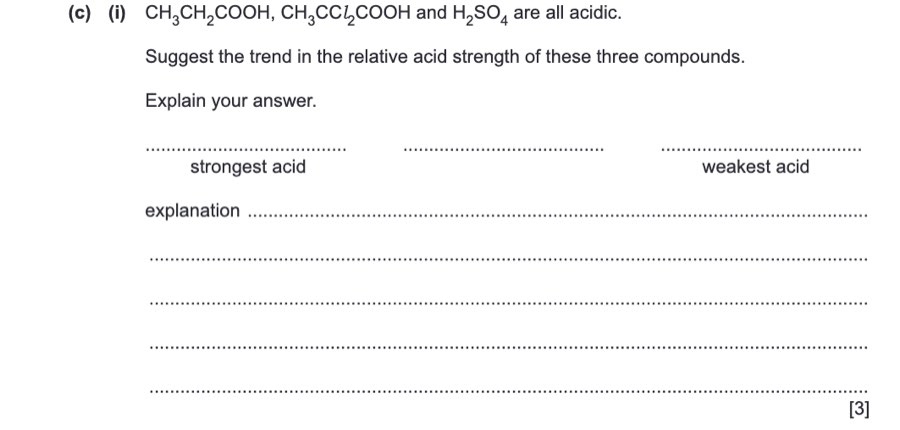 (c) (i) CH₃CH₂COOH, CH₃CCl₂COOH and H₂SO₄ are all acidic.
Suggest the trend in the relative acid strength of these three compounds.
Explain your answer.
strongest acid weakest acid
explanation
[3]